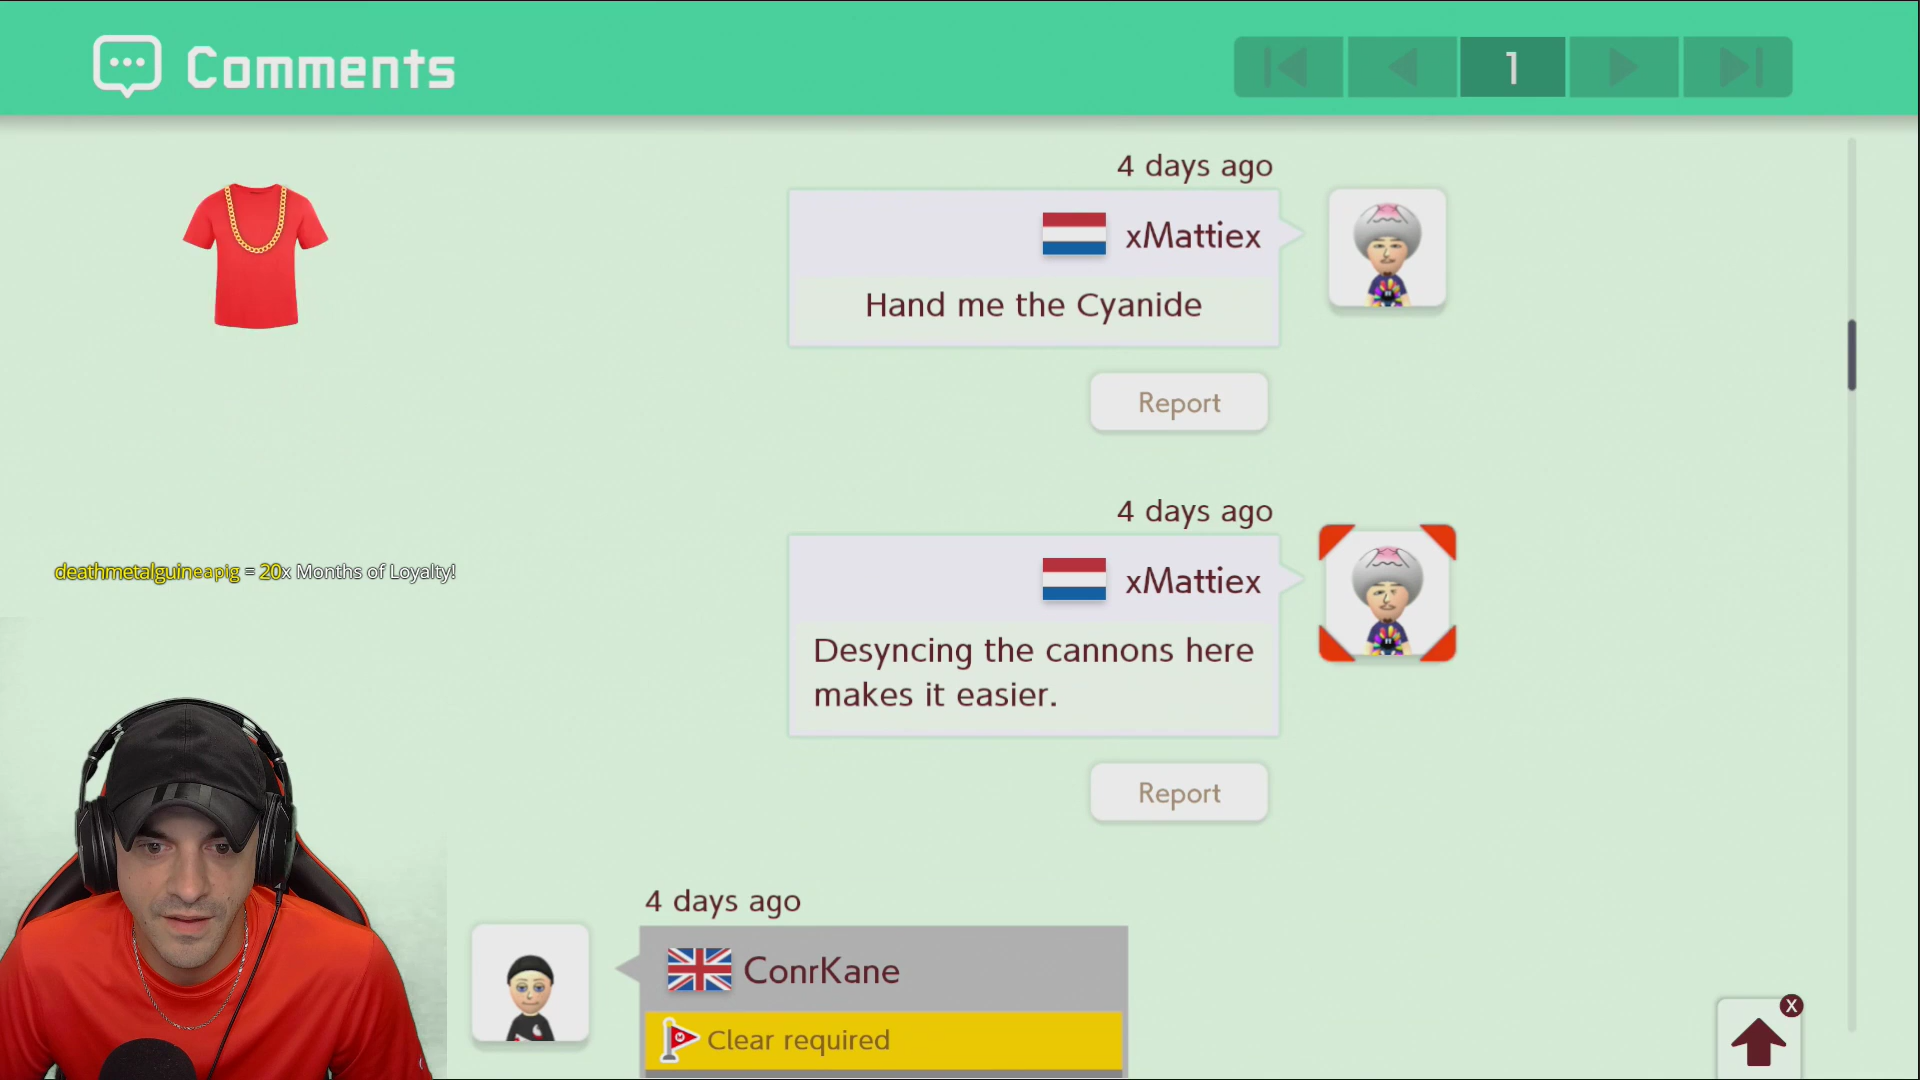 Comments
1
4 days ago
xMattiex
Hand me the Cyanide
Report
4 days ago
xMattiex
Desyncing the cannons here
makes it easier.
Report
deathmetalguineapig = 20x Months of Loyalty!
4 days ago
ConrKane
Clear required
X